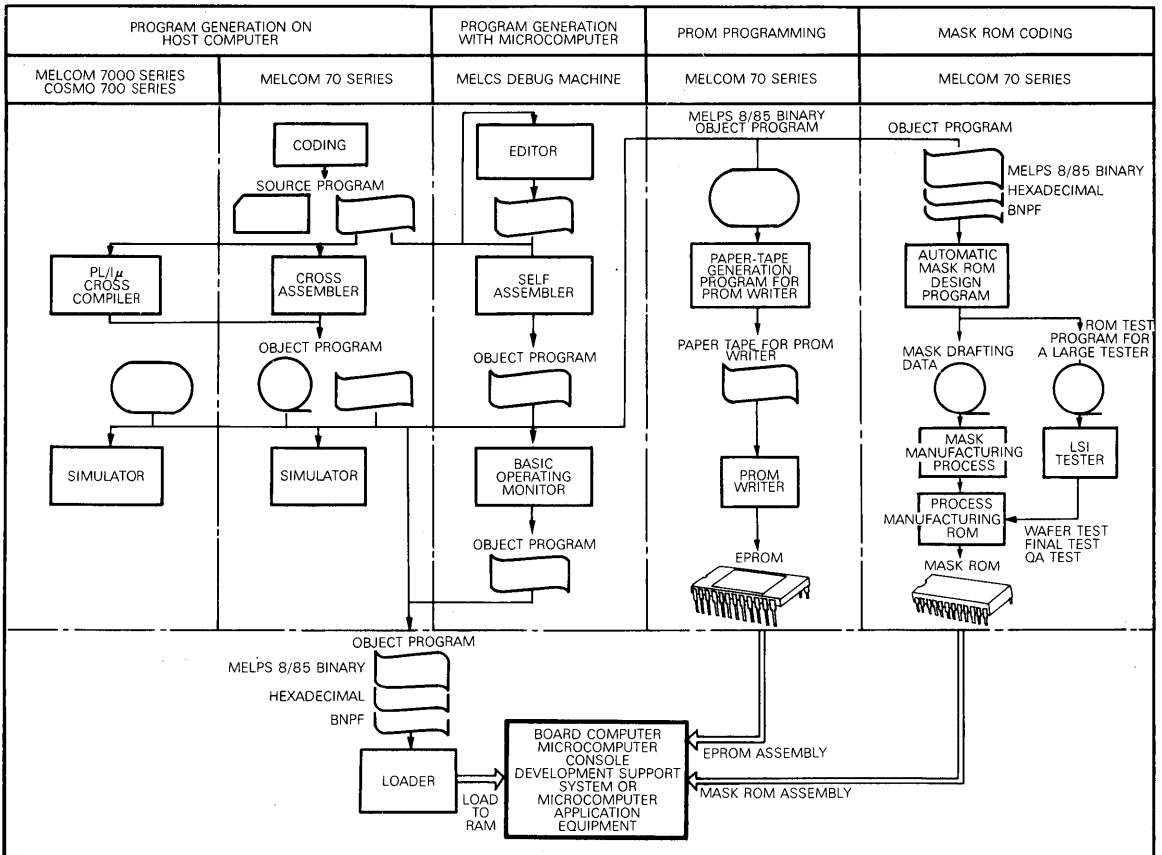 PROGRAM GENERATION ON
HOST COMPUTER
PROGRAM GENERATION
WITH MICROCOMPUTER
PROM PROGRAMMING
MASK ROM CODING
MELCOM 7000 SERIES
COSMO 700 SERIES
MELCOM 70 SERIES
MELCS DEBUG MACHINE
MELCOM 70 SERIES
MELCOM 70 SERIES
CODING
SOURCE PROGRAM
PL/Iμ
CROSS
COMPILER
CROSS
ASSEMBLER
OBJECT PROGRAM
SIMULATOR
SIMULATOR
EDITOR
SELF
ASSEMBLER
OBJECT PROGRAM
BASIC
OPERATING
MONITOR
OBJECT PROGRAM
MELPS 8/85 BINARY
OBJECT PROGRAM
PAPER-TAPE
GENERATION
PROGRAM FOR
PROM WRITER
PAPER TAPE FOR PROM
WRITER
PROM
WRITER
EPROM
OBJECT PROGRAM
MELPS 8/85 BINARY
HEXADECIMAL
BNPF
AUTOMATIC
MASK ROM
DESIGN
PROGRAM
MASK DRAFTING
DATA
ROM TEST
PROGRAM FOR
A LARGE TESTER
MASK
MANUFACTURING
PROCESS
LSI
TESTER
PROCESS
MANUFACTURING
ROM
WAFER TEST
FINAL TEST
QA TEST
MASK ROM
OBJECT PROGRAM
MELPS 8/85 BINARY
HEXADECIMAL
BNPF
LOADER
LOAD
TO
RAM
BOARD COMPUTER
MICROCOMPUTER
CONSOLE
DEVELOPMENT SUPPORT
SYSTEM OR
MICROCOMPUTER
APPLICATION
EQUIPMENT
EPROM ASSEMBLY
MASK ROM ASSEMBLY